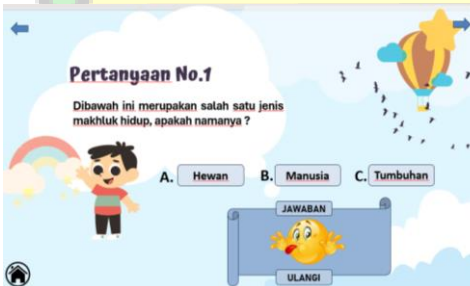 Pertanyaan No.1
Dibawah ini merupakan salah satu jenis
makhluk hidup, apakah namanya ?
A. Hewan B. Manusia C. Tumbuhan
JAWABAN
ULANGI